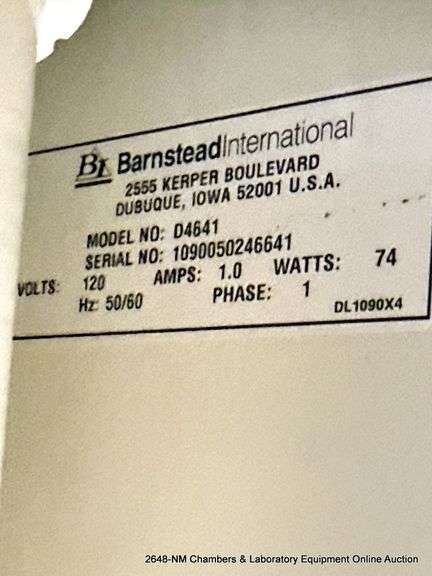 BI BarnsteadInternational
2555 KERPER BOULEVARD
DUBUQUE, IOWA 52001 U.S.A.
MODEL NO: D4641
SERIAL NO: 1090050246641
VOLTS: 120 AMPS: 1.0 WATTS: 74
Hz: 50/60 PHASE: 1
DL1090X4
2648-NM Chambers & Laboratory Equipment Online Auction